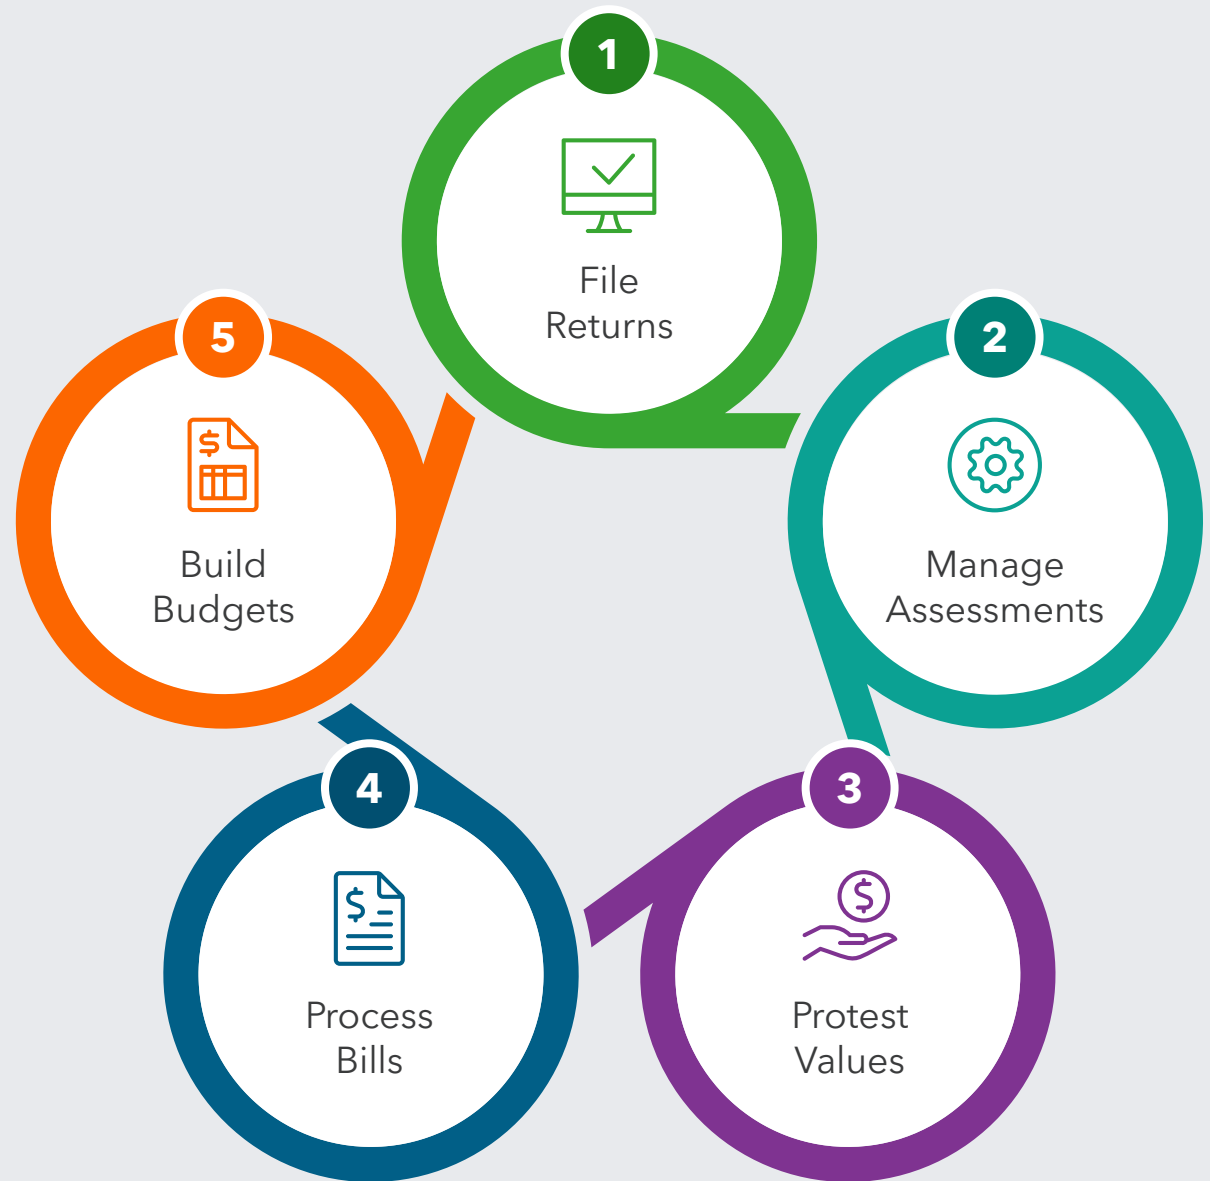 1
File
Returns
2
Manage
Assessments
3
$
Protest
Values
4
$
Process
Bills
5
$
Build
Budgets